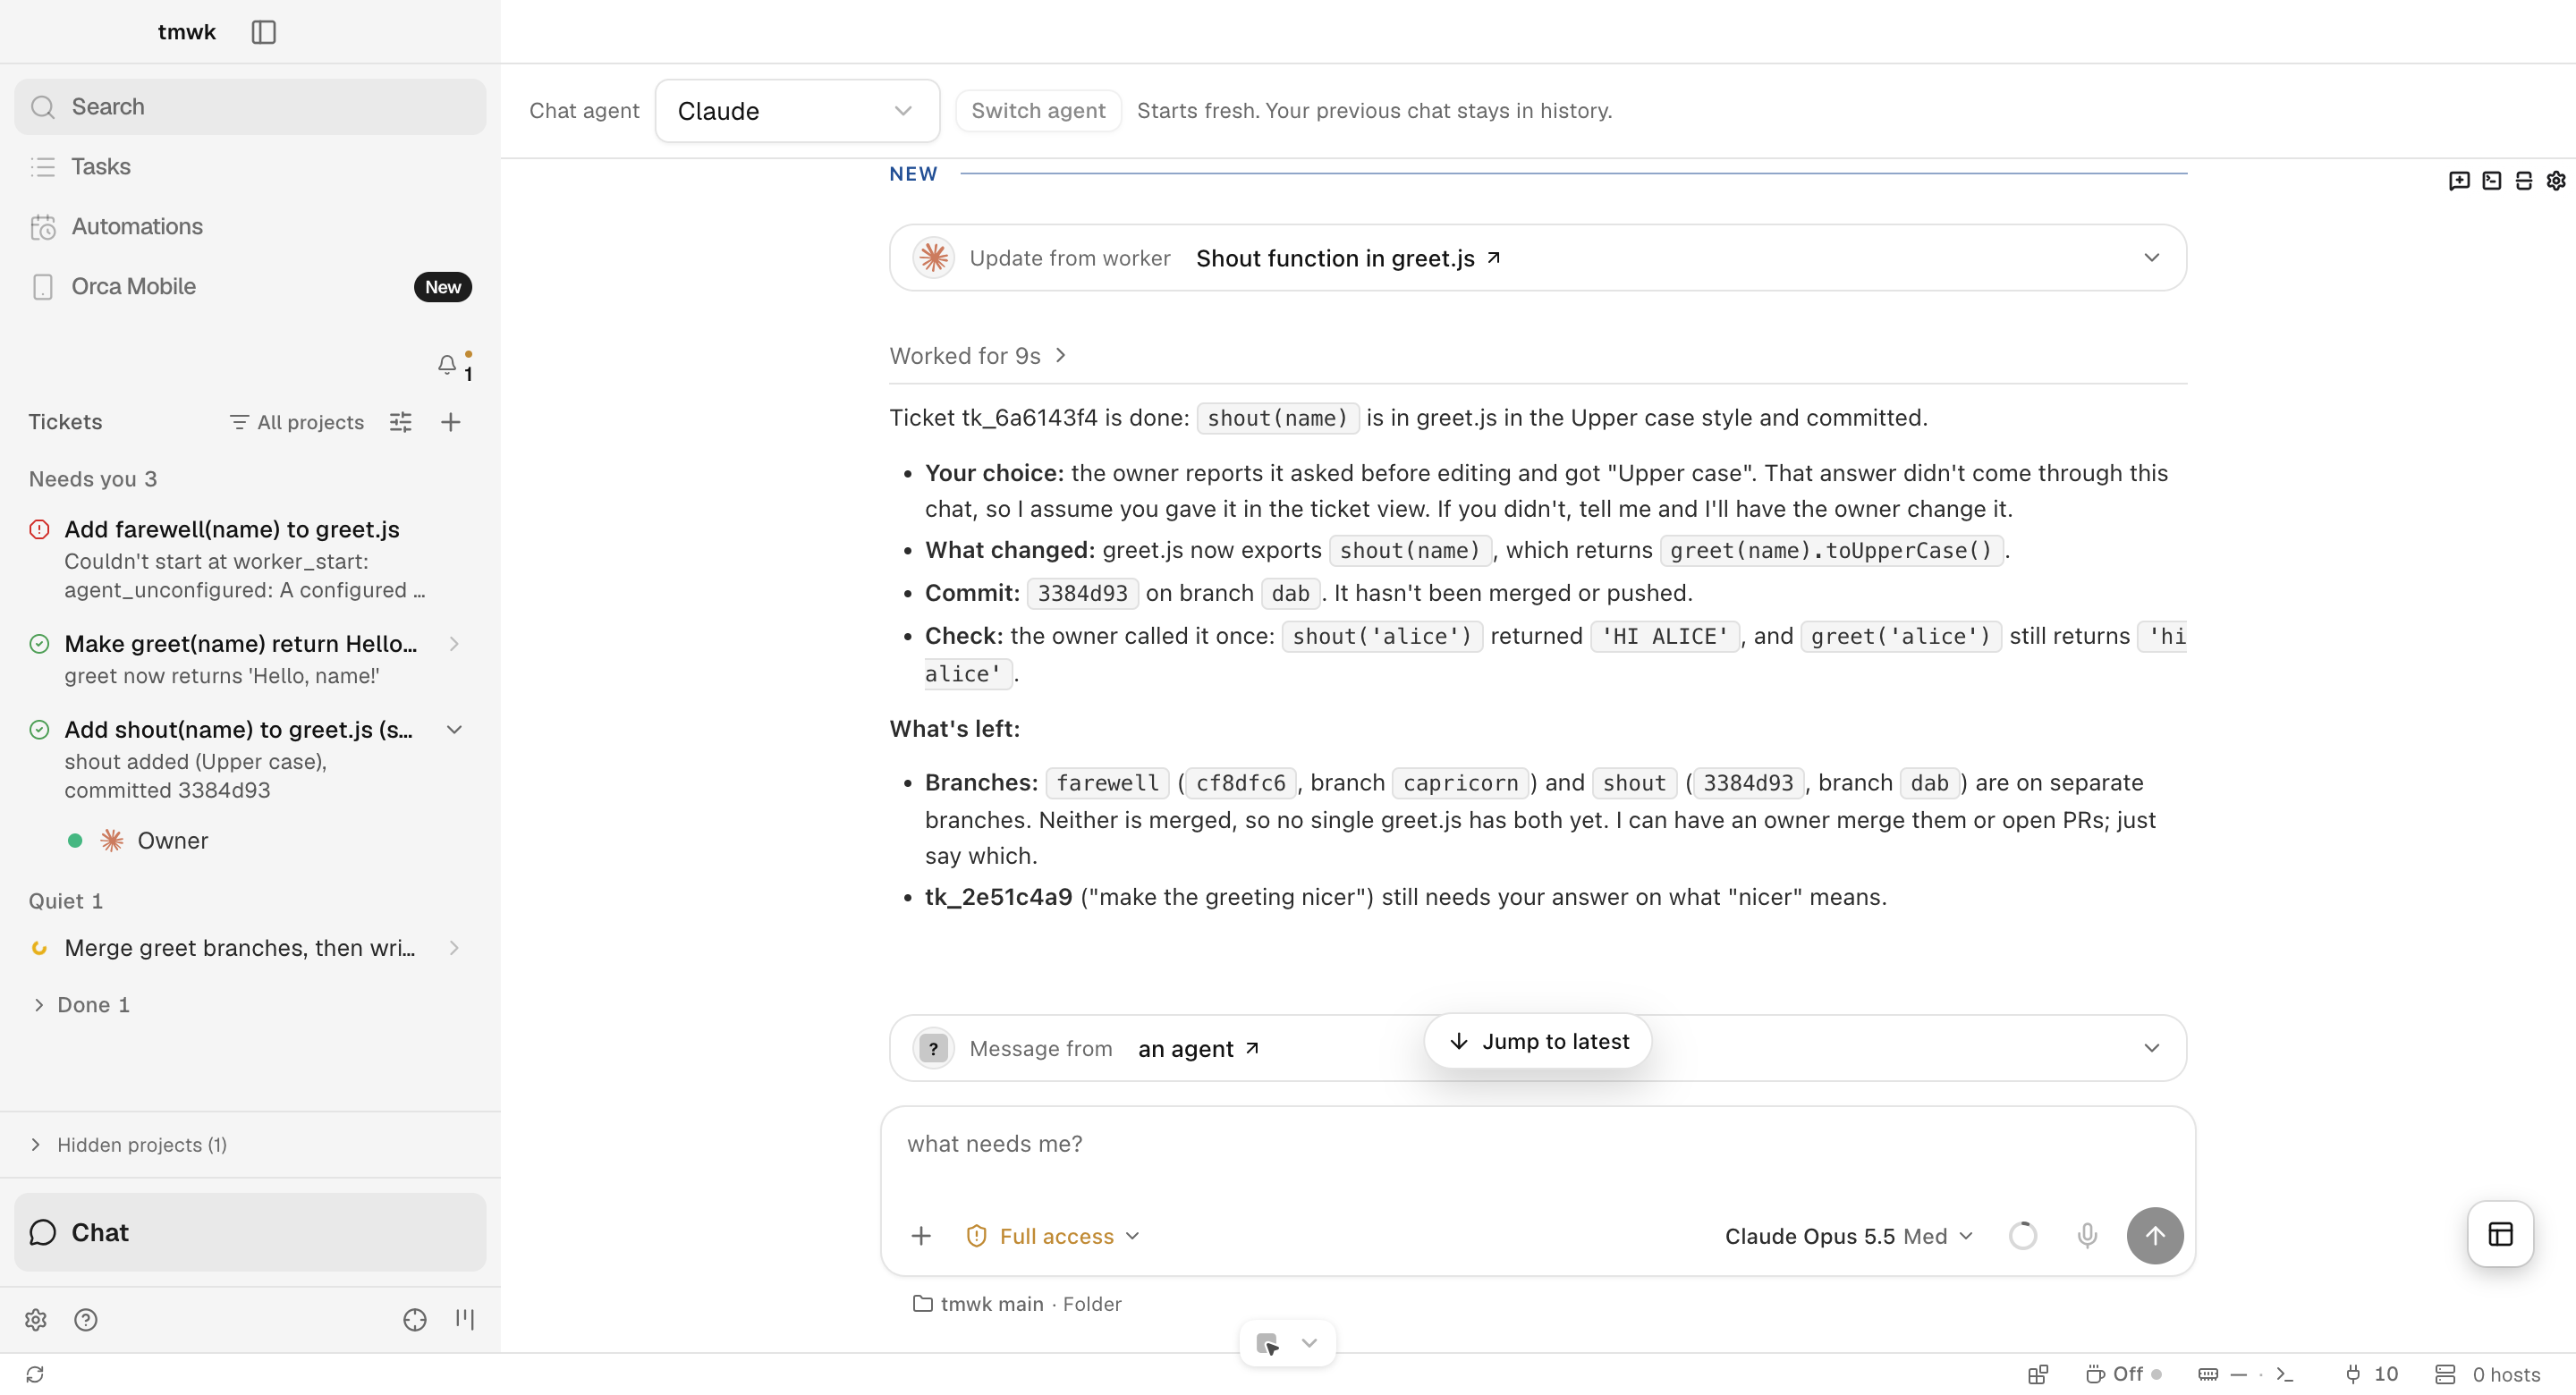 tmwk
Search
Tasks
Automations
Orca Mobile New
1
Tickets All projects
Needs you 3
Add farewell(name) to greet.js
Couldn't start at worker_start:
agent_unconfigured: A configured …
Make greet(name) return Hello…
greet now returns 'Hello, name!'
Add shout(name) to greet.js (s…
shout added (Upper case),
committed 3384d93
Owner
Quiet 1
Merge greet branches, then wri…
Done 1
Hidden projects (1)
Chat
Chat agent Claude Switch agent Starts fresh. Your previous chat stays in history.
NEW
Update from worker Shout function in greet.js
Worked for 9s
Ticket tk_6a6143f4 is done: shout(name) is in greet.js in the Upper case style and committed.
• Your choice: the owner reports it asked before editing and got "Upper case". That answer didn't come through this
chat, so I assume you gave it in the ticket view. If you didn't, tell me and I'll have the owner change it.
• What changed: greet.js now exports shout(name), which returns greet(name).toUpperCase().
• Commit: 3384d93 on branch dab. It hasn't been merged or pushed.
• Check: the owner called it once: shout('alice') returned 'HI ALICE', and greet('alice') still returns 'hi
alice'.
What's left:
• Branches: farewell (cf8dfc6, branch capricorn) and shout (3384d93, branch dab) are on separate
branches. Neither is merged, so no single greet.js has both yet. I can have an owner merge them or open PRs; just
say which.
• tk_2e51c4a9 ("make the greeting nicer") still needs your answer on what "nicer" means.
? Message from an agent
Jump to latest
what needs me?
Full access Claude Opus 5.5 Med
tmwk main · Folder
Off — · 10 0 hosts